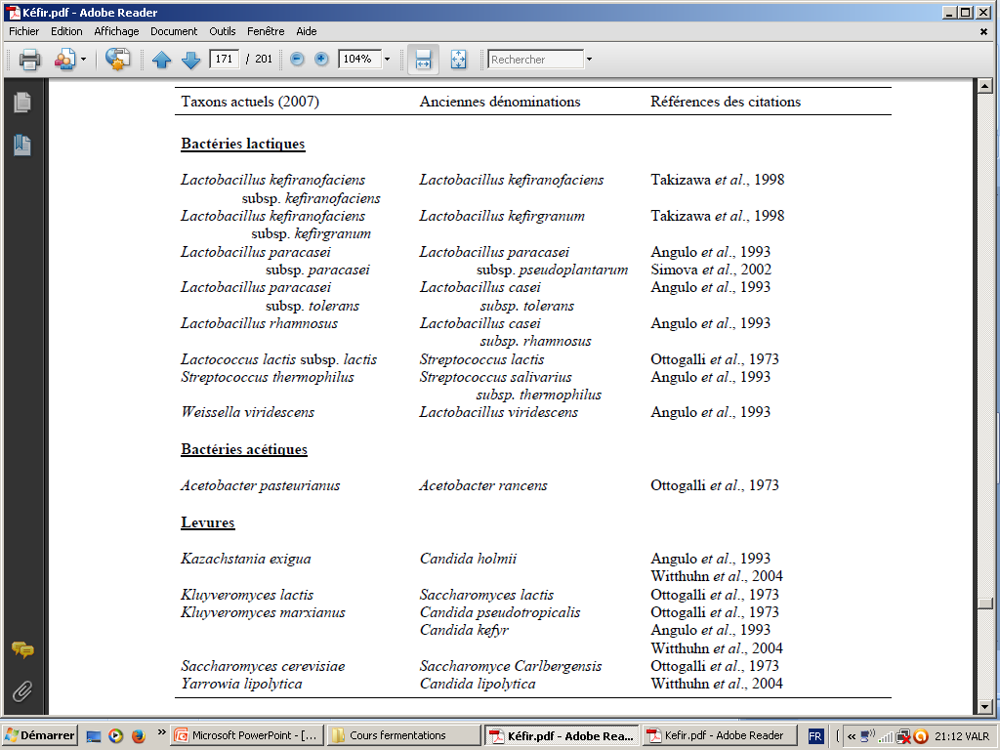 Kéfir.pdf - Adobe Reader
Fichier Edition Affichage Document Outils Fenêtre Aide
171 / 201 104% Rechercher
Taxons actuels (2007) Anciennes dénominations Références des citations
Bactéries lactiques
Lactobacillus kefiranofaciens Lactobacillus kefiranofaciens Takizawa et al., 1998
subsp. kefiranofaciens
Lactobacillus kefiranofaciens Lactobacillus kefirgranum Takizawa et al., 1998
subsp. kefirgranum
Lactobacillus paracasei Lactobacillus paracasei Angulo et al., 1993
subsp. paracasei subsp. pseudoplantarum Simova et al., 2002
Lactobacillus paracasei Lactobacillus casei Angulo et al., 1993
subsp. tolerans subsp. tolerans
Lactobacillus rhamnosus Lactobacillus casei Angulo et al., 1993
subsp. rhamnosus
Lactococcus lactis subsp. lactis Streptococcus lactis Ottogalli et al., 1973
Streptococcus thermophilus Streptococcus salivarius Angulo et al., 1993
subsp. thermophilus
Weissella viridescens Lactobacillus viridescens Angulo et al., 1993
Bactéries acétiques
Acetobacter pasteurianus Acetobacter rancens Ottogalli et al., 1973
Levures
Kazachstania exigua Candida holmii Angulo et al., 1993
Witthuhn et al., 2004
Kluyveromyces lactis Saccharomyces lactis Ottogalli et al., 1973
Kluyveromyces marxianus Candida pseudotropicalis Ottogalli et al., 1973
Candida kefyr Angulo et al., 1993
Witthuhn et al., 2004
Saccharomyces cerevisiae Saccharomyce Carlbergensis Ottogalli et al., 1973
Yarrowia lipolytica Candida lipolytica Witthuhn et al., 2004
Démarrer » Microsoft PowerPoint - [... Cours fermentations Kéfir.pdf - Adobe Rea... Kefir.pdf - Adobe Reader FR « 21:12 VALR